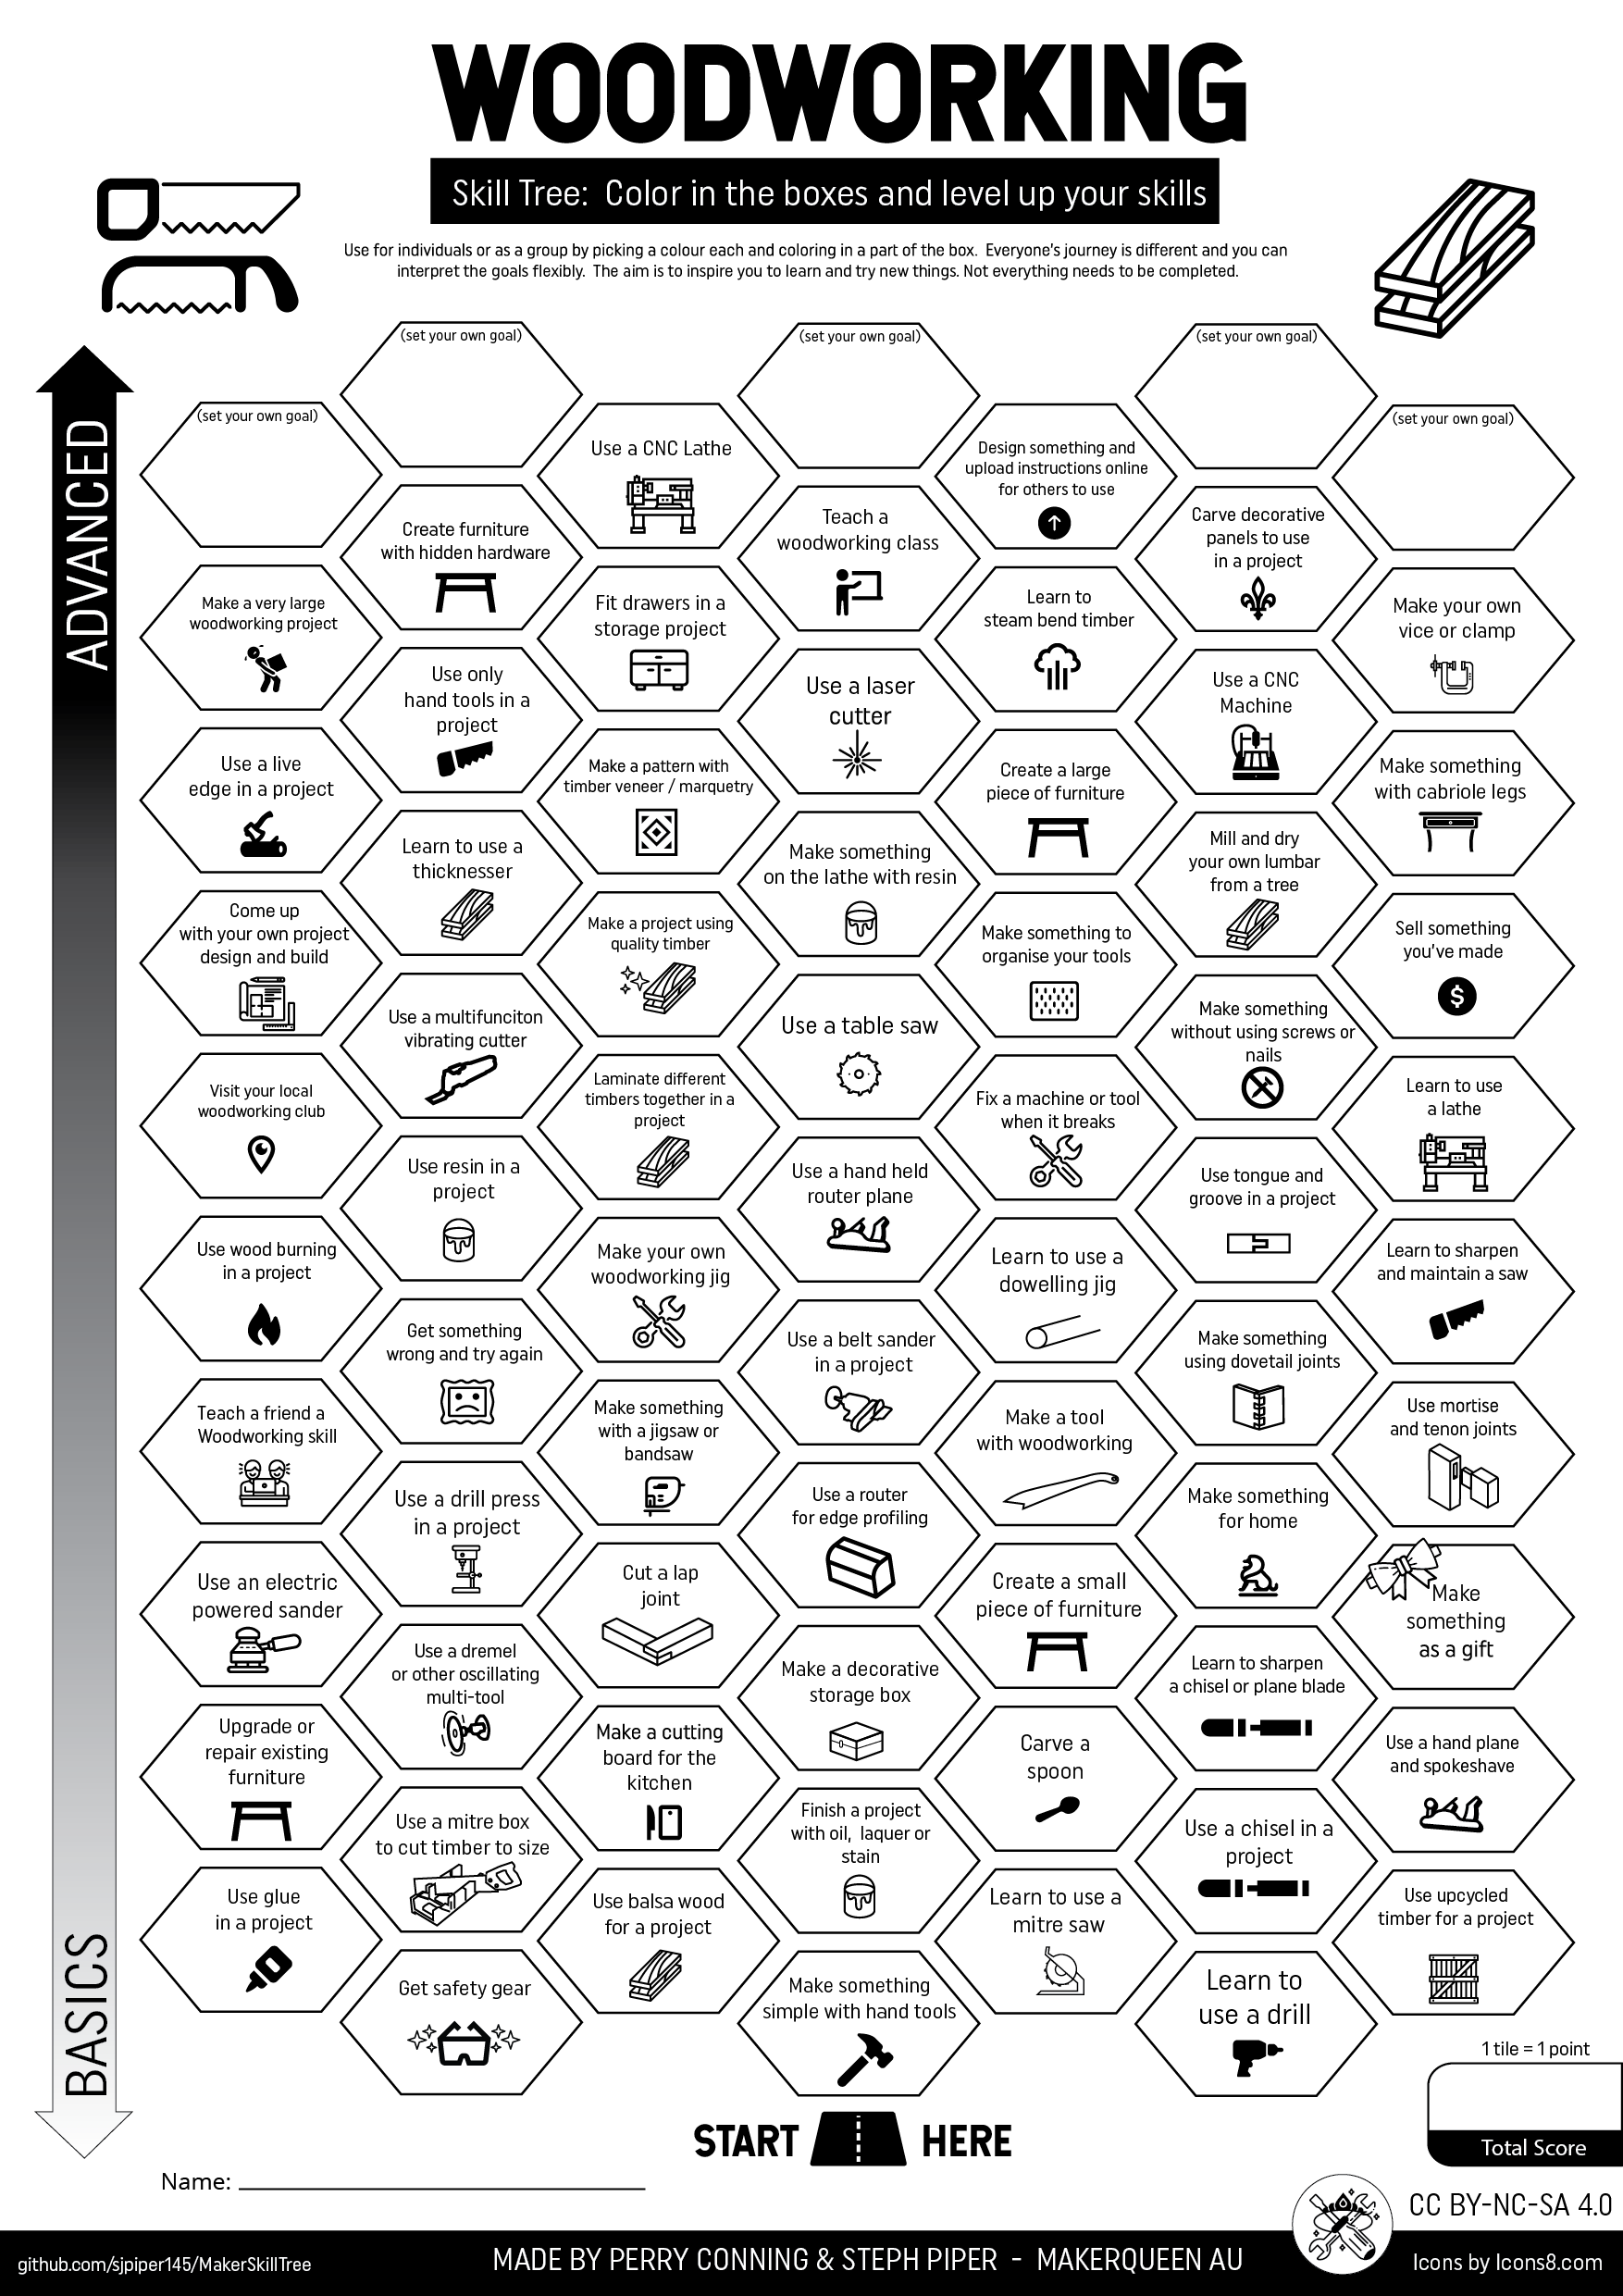 WOODWORKING
Skill Tree: Color in the boxes and level up your skills
Use for individuals or as a group by picking a colour each and coloring in a part of the box. Everyone's journey is different and you can
interpret the goals flexibly. The aim is to inspire you to learn and try new things. Not everything needs to be completed.
ADVANCED
BASICS
(set your own goal)
(set your own goal)
(set your own goal)
(set your own goal)
(set your own goal)
Use a CNC Lathe
Design something and
upload instructions online
for others to use
Create furniture
with hidden hardware
Teach a
woodworking class
Carve decorative
panels to use
in a project
Make a very large
woodworking project
Fit drawers in a
storage project
Learn to
steam bend timber
Make your own
vice or clamp
Use only
hand tools in a
project
Use a laser
cutter
Use a CNC
Machine
Use a live
edge in a project
Make a pattern with
timber veneer / marquetry
Create a large
piece of furniture
Make something
with cabriole legs
Learn to use a
thicknesser
Make something
on the lathe with resin
Mill and dry
your own lumbar
from a tree
Come up
with your own project
design and build
Make a project using
quality timber
Make something to
organise your tools
Sell something
you've made
$
Use a multifunciton
vibrating cutter
Use a table saw
Make something
without using screws or
nails
Visit your local
woodworking club
Laminate different
timbers together in a
project
Fix a machine or tool
when it breaks
Learn to use
a lathe
Use resin in a
project
Use a hand held
router plane
Use tongue and
groove in a project
Use wood burning
in a project
Make your own
woodworking jig
Learn to use a
dowelling jig
Learn to sharpen
and maintain a saw
Get something
wrong and try again
Use a belt sander
in a project
Make something
using dovetail joints
Teach a friend a
Woodworking skill
Make something
with a jigsaw or
bandsaw
Make a tool
with woodworking
Use mortise
and tenon joints
Use a drill press
in a project
Use a router
for edge profiling
Make something
for home
Use an electric
powered sander
Cut a lap
joint
Create a small
piece of furniture
Make
something
as a gift
Use a dremel
or other oscillating
multi-tool
Make a decorative
storage box
Learn to sharpen
a chisel or plane blade
Upgrade or
repair existing
furniture
Make a cutting
board for the
kitchen
Carve a
spoon
Use a hand plane
and spokeshave
Use a mitre box
to cut timber to size
Finish a project
with oil, laquer or
stain
Use a chisel in a
project
Use glue
in a project
Use balsa wood
for a project
Learn to use a
mitre saw
Use upcycled
timber for a project
Get safety gear
Make something
simple with hand tools
Learn to
use a drill
1 tile = 1 point
Total Score
START HERE
Name:
CC BY-NC-SA 4.0
github.com/sjpiper145/MakerSkillTree
MADE BY PERRY CONNING & STEPH PIPER - MAKERQUEEN AU
Icons by Icons8.com